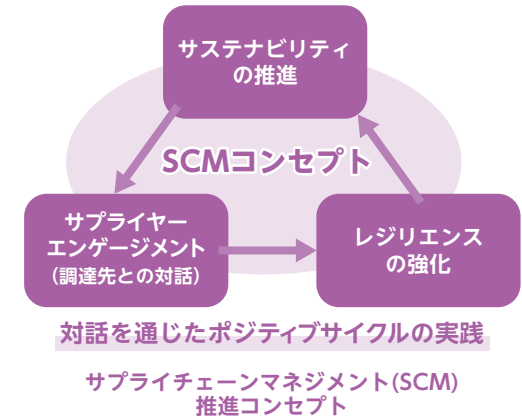 サステナビリティ
の推進
SCMコンセプト
サプライヤー
エンゲージメント
(調達先との対話)
レジリエンス
の強化
対話を通じたポジティブサイクルの実践
サプライチェーンマネジメント(SCM)
推進コンセプト